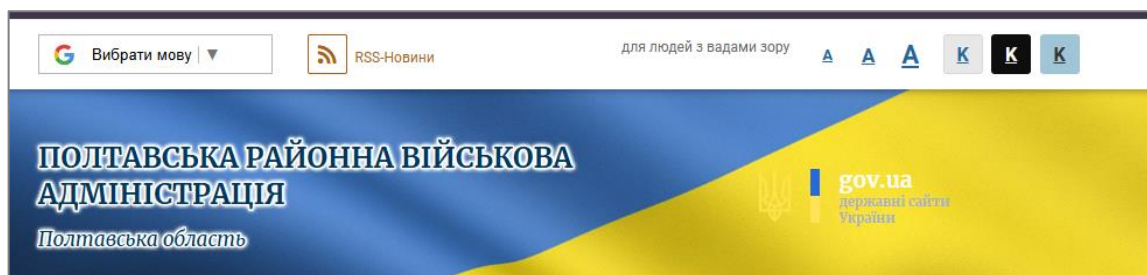 Вибрати мову | ▼
RSS-Новини
для людей з вадами зору
A A A K K K
ПОЛТАВСЬКА РАЙОННА ВІЙСЬКОВА
АДМІНІСТРАЦІЯ
Полтавська область
gov.ua
державні сайти
України